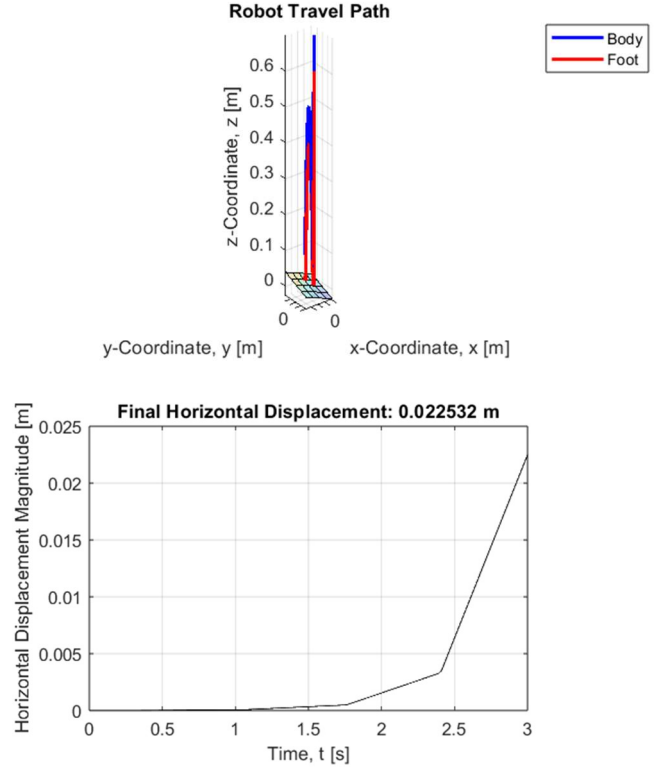 Robot Travel Path
Body
Foot
z-Coordinate, z [m]
0.6
0.5
0.4
0.3
0.2
0.1
0
0
0
y-Coordinate, y [m]
x-Coordinate, x [m]
Final Horizontal Displacement: 0.022532 m
Horizontal Displacement Magnitude [m]
0.025
0.02
0.015
0.01
0.005
0
0
0.5
1
1.5
2
2.5
3
Time, t [s]